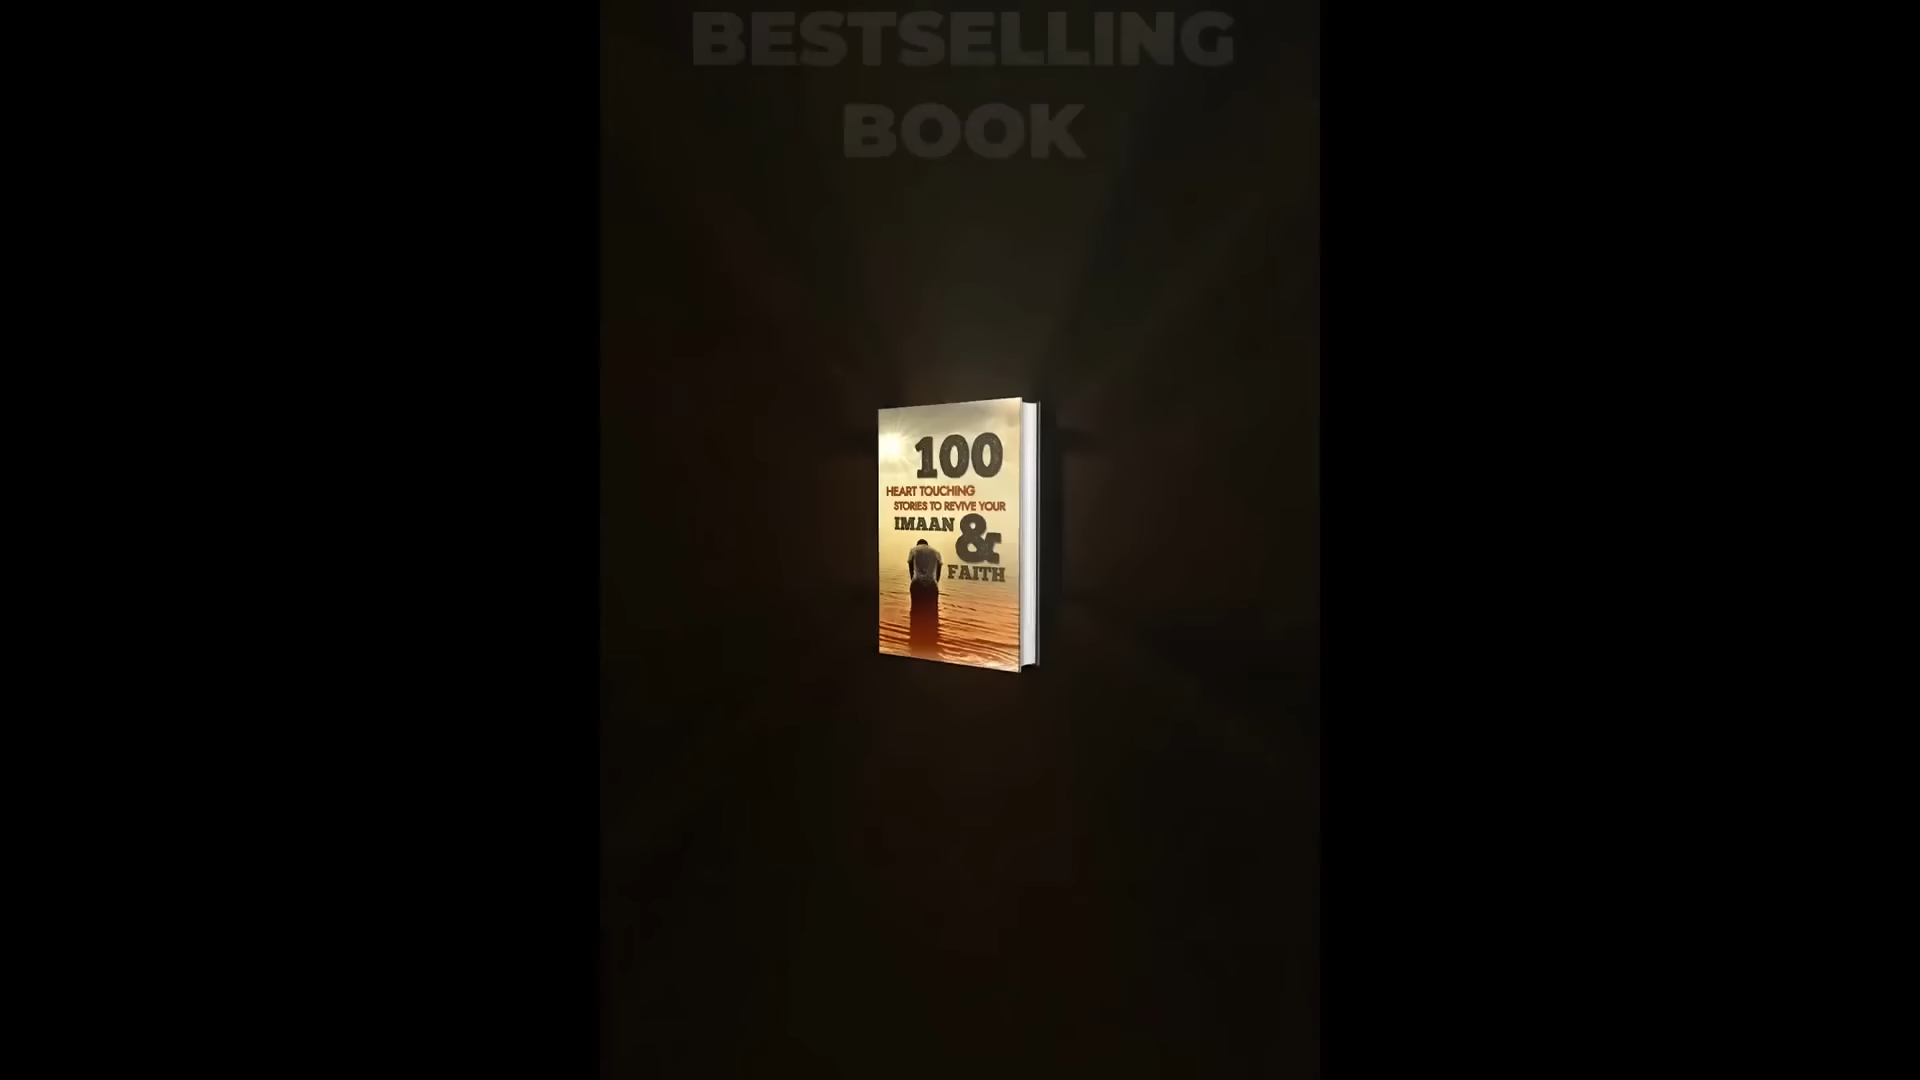 BESTSELLING
BOOK
100
HEART TOUCHING
STORIES TO REVIVE YOUR
IMAAN &
FAITH